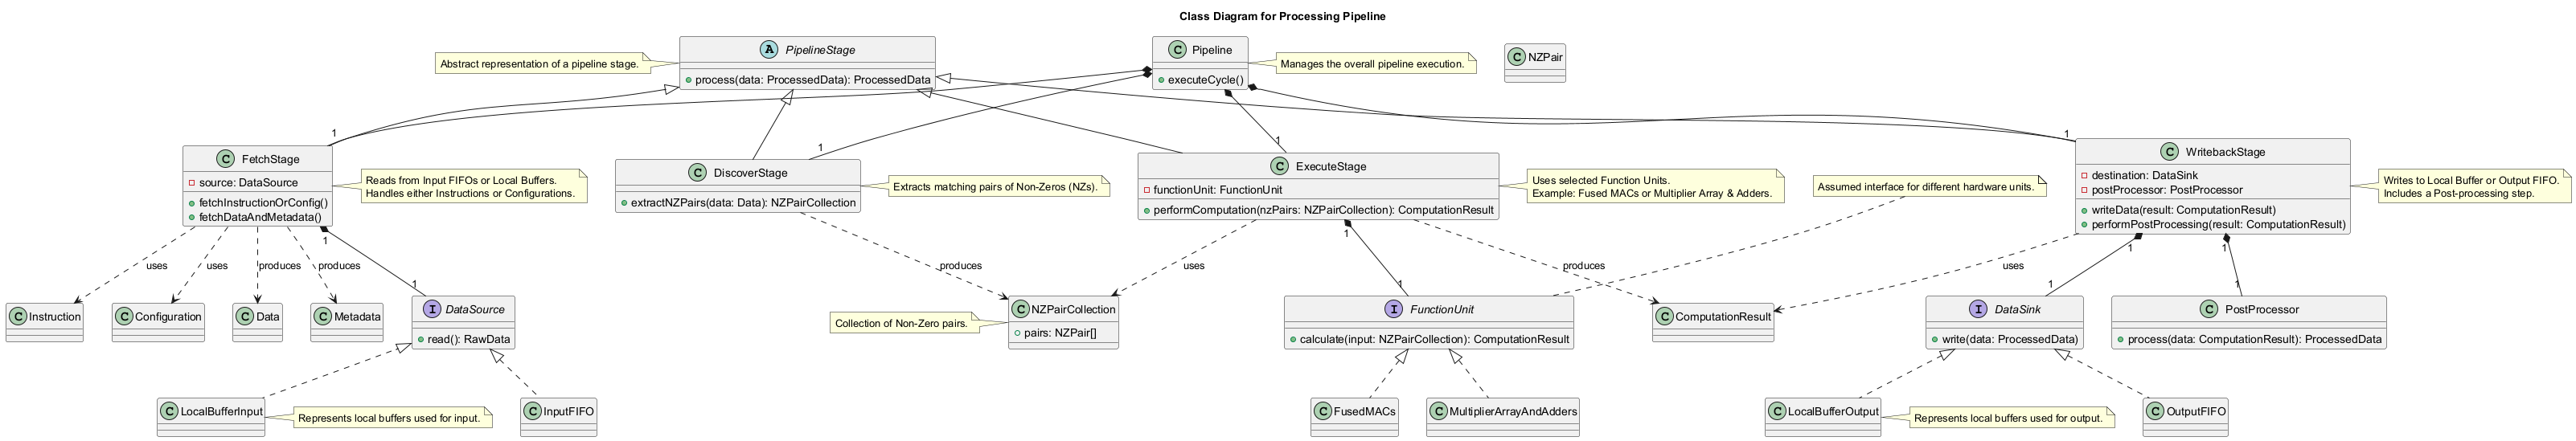 Class Diagram for Processing Pipeline
Abstract representation of a pipeline stage.
A PipelineStage
process(data: ProcessedData): ProcessedData
C Pipeline
executeCycle()
Manages the overall pipeline execution.
C NZPair
1
1
1
1
C FetchStage
source: DataSource
fetchInstructionOrConfig()
fetchDataAndMetadata()
Reads from Input FIFOs or Local Buffers.
Handles either Instructions or Configurations.
C DiscoverStage
extractNZPairs(data: Data): NZPairCollection
Extracts matching pairs of Non-Zeros (NZs).
C ExecuteStage
functionUnit: FunctionUnit
performComputation(nzPairs: NZPairCollection): ComputationResult
Uses selected Function Units.
Example: Fused MACs or Multiplier Array & Adders.
Assumed interface for different hardware units.
C WritebackStage
destination: DataSink
postProcessor: PostProcessor
writeData(result: ComputationResult)
performPostProcessing(result: ComputationResult)
Writes to Local Buffer or Output FIFO.
Includes a Post-processing step.
1
1
1
1
uses
uses
produces
produces
produces
uses
produces
uses
1
1
1
1
C Instruction
C Configuration
C Data
C Metadata
I DataSource
read(): RawData
Collection of Non-Zero pairs.
C NZPairCollection
pairs: NZPair[]
I FunctionUnit
calculate(input: NZPairCollection): ComputationResult
C ComputationResult
I DataSink
write(data: ProcessedData)
C PostProcessor
process(data: ComputationResult): ProcessedData
C LocalBufferInput
Represents local buffers used for input.
C InputFIFO
C FusedMACs
C MultiplierArrayAndAdders
C LocalBufferOutput
Represents local buffers used for output.
C OutputFIFO